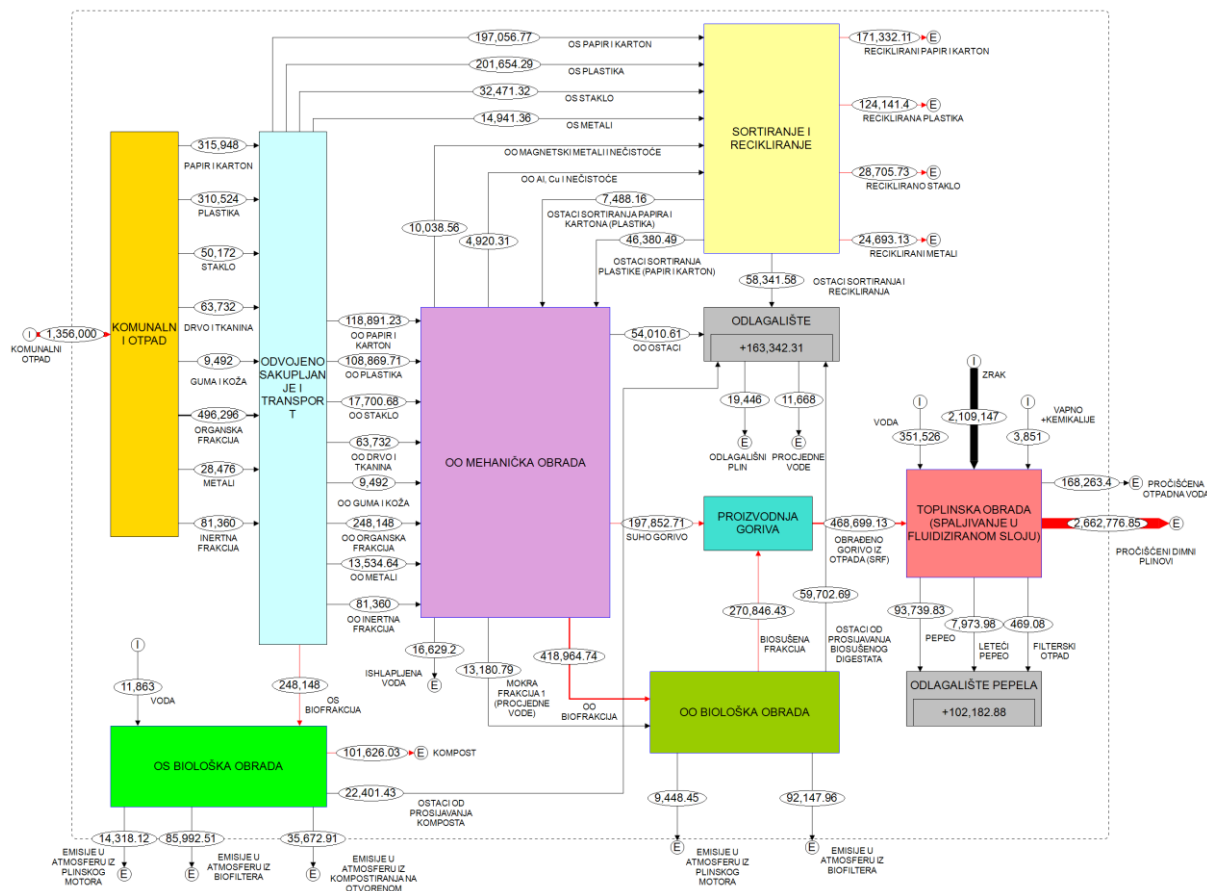 197,056.77
OS PAPIR I KARTON
201,654.29
OS PLASTIKA
32,471.32
OS STAKLO
14,941.36
OS METALI
OO MAGNETSKI METALI I NEČISTOĆE
10,038.56
OO Al, Cu I NEČISTOĆE
4,920.31
7,488.16
OSTACI SORTIRANJA PAPIRA I
KARTONA (PLASTIKA)
46,380.49
OSTACI SORTIRANJA
PLASTIKE (PAPIR I KARTON)
SORTIRANJE I
RECIKLIRANJE
171,332.11
E
RECIKLIRANI PAPIR I KARTON
124,141.4
E
RECIKLIRANA PLASTIKA
28,705.73
E
RECIKLIRANO STAKLO
24,693.13
E
RECIKLIRANI METALI
58,341.58
OSTACI SORTIRANJA I
RECIKLIRANJA
I
1,356,000
KOMUNALNI
OTPAD
KOMUNALN
I OTPAD
315,948
PAPIR I KARTON
310,524
PLASTIKA
50,172
STAKLO
63,732
DRVO I TKANINA
9,492
GUMA I KOŽA
496,296
ORGANSKA
FRAKCIJA
28,476
METALI
81,360
INERTNA
FRAKCIJA
ODVOJENO
SAKUPLJAN
JE I
TRANSPOR
T
118,891.23
OO PAPIR I
KARTON
108,869.71
OO PLASTIKA
17,700.68
OO STAKLO
63,732
OO DRVO I
TKANINA
9,492
OO GUMA I KOŽA
248,148
OO ORGANSKA
FRAKCIJA
13,534.64
OO METALI
81,360
OO INERTNA
FRAKCIJA
OO MEHANIČKA OBRADA
54,010.61
OO OSTACI
ODLAGALIŠTE
+163,342.31
19,446
E
ODLAGALIŠNI
PLIN
11,668
E
PROCJEDNE
VODE
197,852.71
SUHO GORIVO
PROIZVODNJA
GORIVA
468,699.13
OBRAĐENO
GORIVO IZ
OTPADA (SRF)
I
ZRAK
2,109,147
I
VODA
351,526
I
VAPNO
+KEMIKALIJE
3,851
TOPLINSKA OBRADA
(SPALJIVANJE U
FLUIDIZIRANOM SLOJU)
168,263.4
E
PROČIŠĆENA
OTPADNA VODA
2,662,776.85
E
PROČIŠĆENI DIMNI
PLINOVI
93,739.83
PEPEO
7,973.98
LETEĆI
PEPEO
469.08
FILTERSKI
OTPAD
ODLAGALIŠTE PEPELA
+102,182.88
16,629.2
ISHLAPLJENA
VODA
E
13,180.79
MOKRA
FRAKCIJA 1
(PROCJEDNE
VODE)
418,964.74
OO
BIOFRAKCIJA
270,846.43
BIOSUŠENA
FRAKCIJA
59,702.69
OSTACI OD
PROSIJAVANJA
BIOSUŠENOG
DIGESTATA
OO BIOLOŠKA OBRADA
9,448.45
E
EMISIJE U
ATMOSFERU IZ
PLINSKOG
MOTORA
92,147.96
E
EMISIJE U
ATMOSFERU IZ
BIOFILTERA
I
11,863
VODA
248,148
OS
BIOFRAKCIJA
OS BIOLOŠKA OBRADA
101,626.03
E
KOMPOST
22,401.43
OSTACI OD
PROSIJAVANJA
KOMPOSTA
14,318.12
E
EMISIJE U
ATMOSFERU IZ
PLINSKOG
MOTORA
85,992.51
E
EMISIJE U
ATMOSFERU IZ
BIOFILTERA
35,672.91
E
EMISIJE U
ATMOSFERU IZ
KOMPOSTIRANJA NA
OTVORENOM